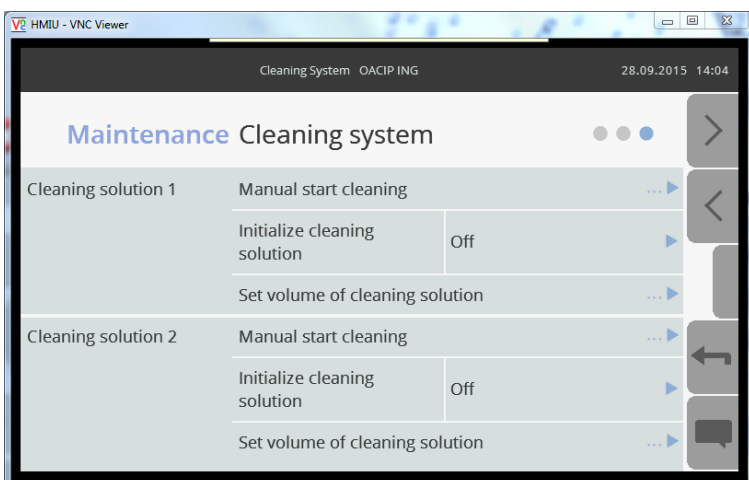 HMIU - VNC Viewer
Cleaning System OACIP ING 28.09.2015 14:04
Maintenance Cleaning system
Cleaning solution 1 Manual start cleaning ...
Initialize cleaning
solution Off
Set volume of cleaning solution ...
Cleaning solution 2 Manual start cleaning ...
Initialize cleaning
solution Off
Set volume of cleaning solution ...